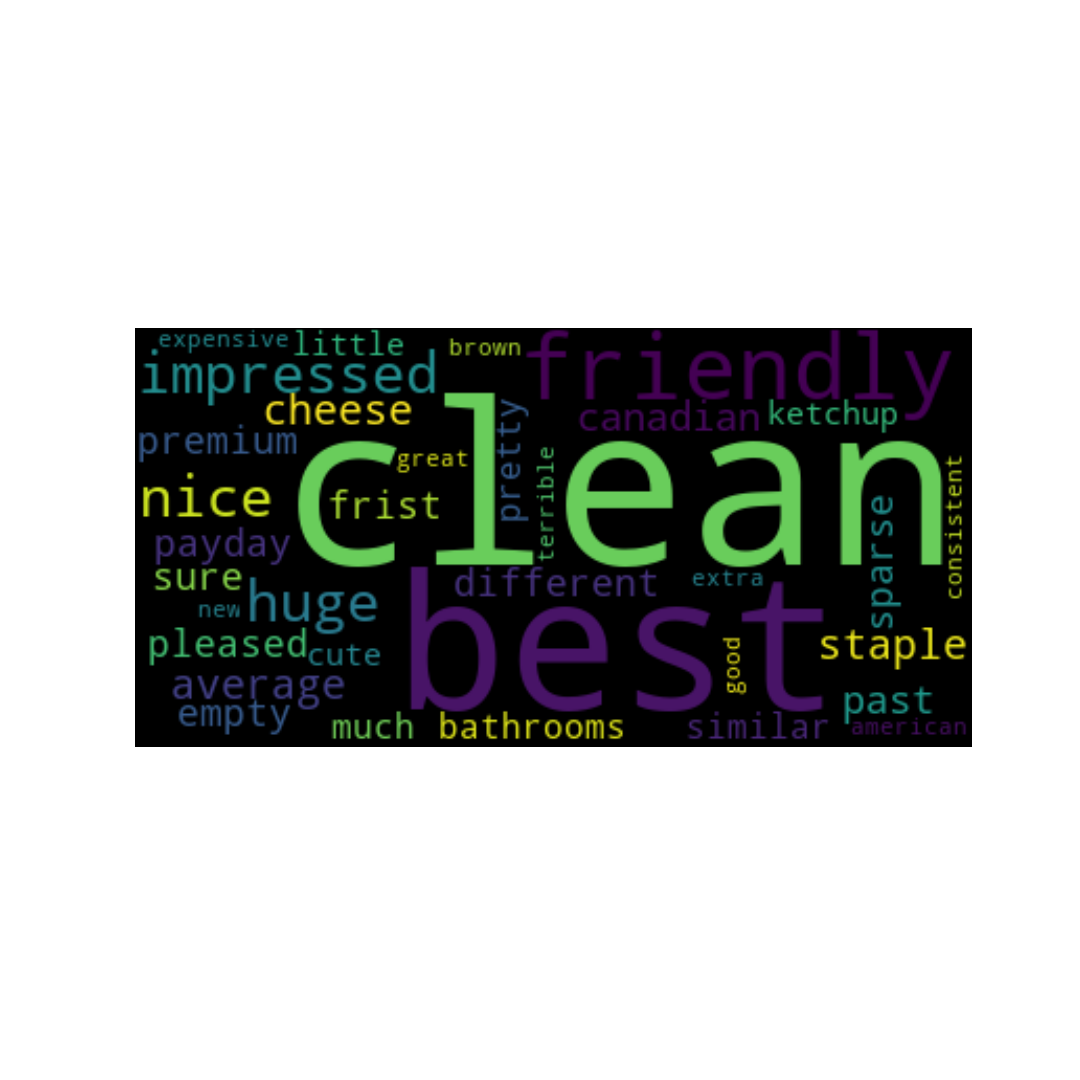 expensive
little
brown
friendly
impressed
cheese
canadian
ketchup
premium
clean
great
pretty
nice
frist
terrible
consistent
sparse
payday
sure
different
extra
new
huge
best
pleased
cute
good
staple
average
empty
past
much
bathrooms
similar
american